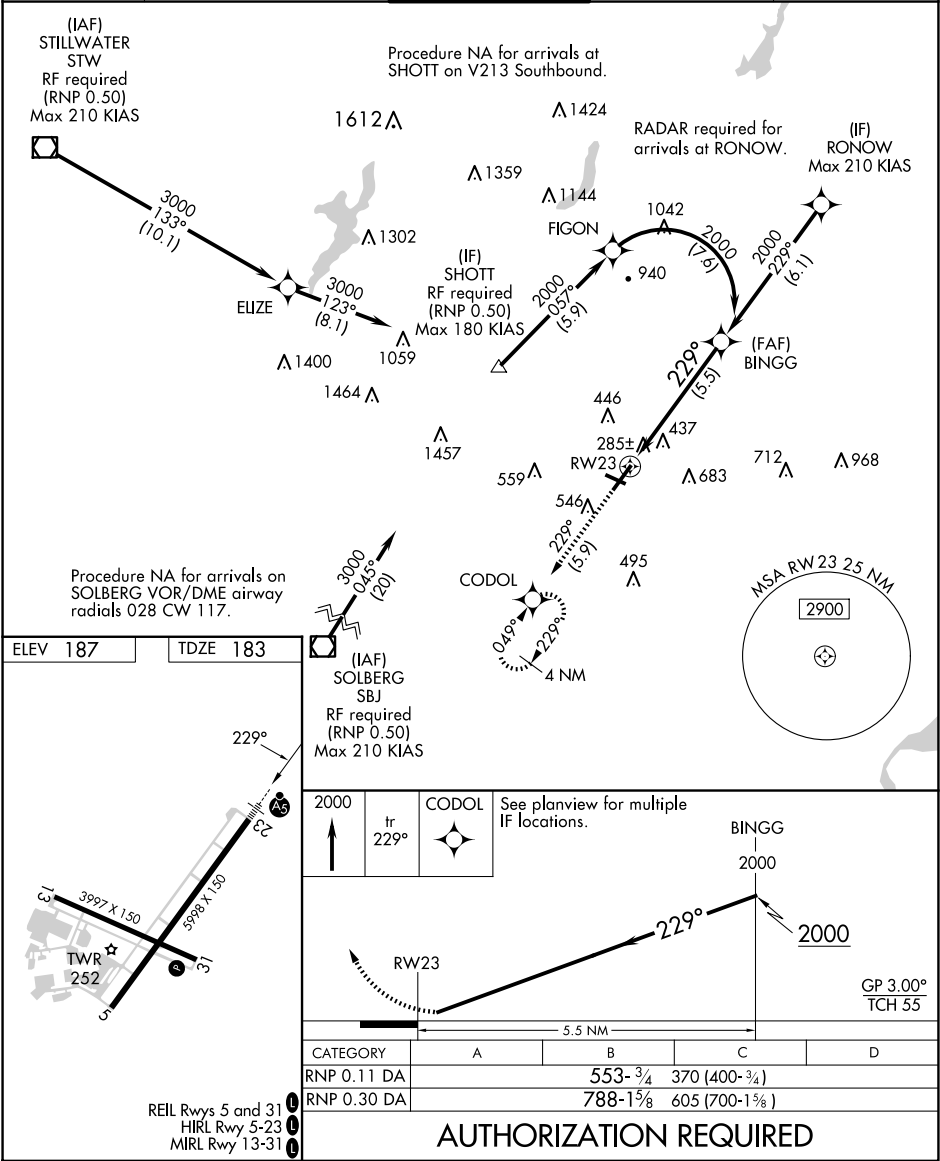 (IAF)
STILLWATER
STW
RF required
(RNP 0.50)
Max 210 KIAS
Procedure NA for arrivals at
SHOTT on V213 Southbound.
1612
1424
RADAR required for
arrivals at RONOW.
(IF)
RONOW
Max 210 KIAS
1359
1144
3000
133°
(10.1)
1302
FIGON
1042
2000
(7.6)
2000
229°
(6.1)
940
(IF)
SHOTT
RF required
(RNP 0.50)
Max 180 KIAS
2000
057°
(5.9)
ELIZE
3000
123°
(8.1)
1059
(FAF)
BINGG
229°
(5.5)
1400
1464
446
437
285±
1457
RW23
559
683
712
968
546
229°
(5.9)
495
CODOL
049°
229°
4 NM
3000
045°
(20)
Procedure NA for arrivals on
SOLBERG VOR/DME airway
radials 028 CW 117.
(IAF)
SOLBERG
SBJ
RF required
(RNP 0.50)
Max 210 KIAS
MSA RW 23 25 NM
2900
ELEV 187
TDZE 183
229°
A5
23
13
3997 X 150
5998 X 150
TWR
252
P
31
5
REIL Rwys 5 and 31 L
HIRL Rwy 5-23 L
MIRL Rwy 13-31 L
2000
tr
229°
CODOL
See planview for multiple
IF locations.
BINGG
2000
229°
2000
RW23
GP 3.00°
TCH 55
5.5 NM
CATEGORY A B C D
RNP 0.11 DA 553-¾ 370 (400-¾)
RNP 0.30 DA 788-1⅝ 605 (700-1⅝)
AUTHORIZATION REQUIRED